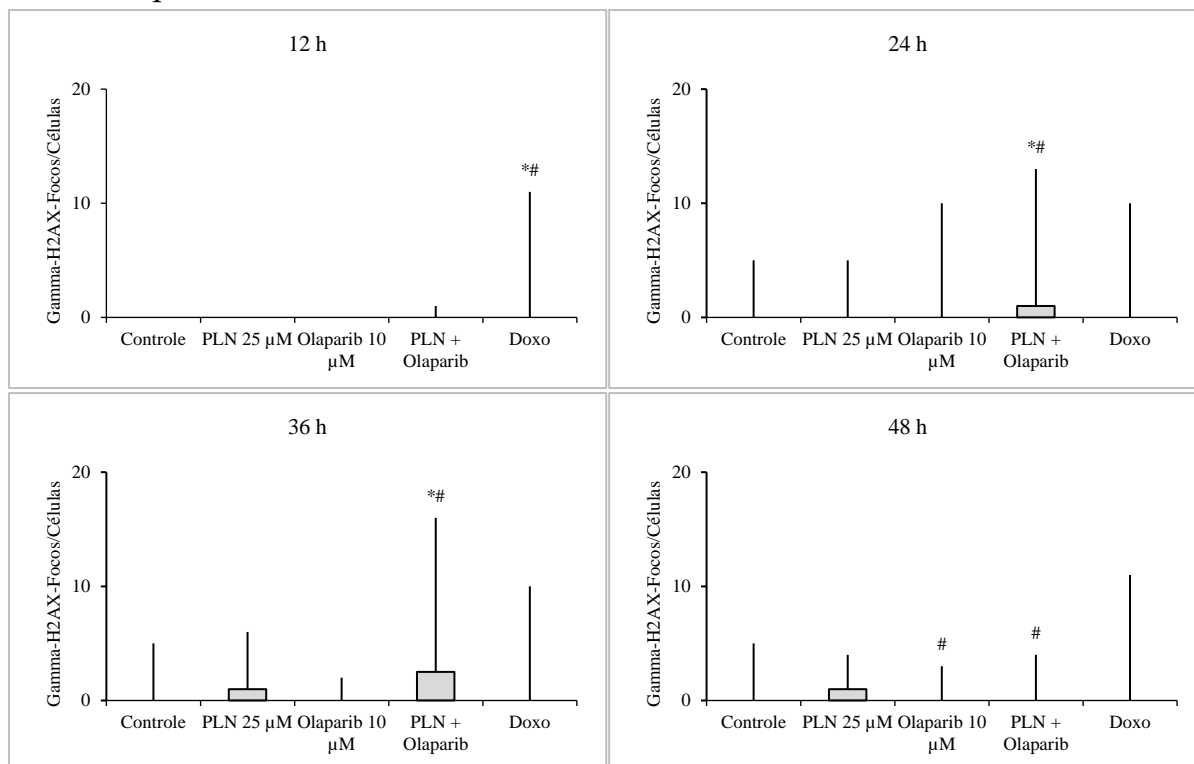 12 h
Gamma-H2AX-Focos/Células
20
*#
10
0
Controle PLN 25 µM Olaparib 10 PLN + Doxo
µM Olaparib
24 h
Gamma-H2AX-Focos/Células
20
*#
10
0
Controle PLN 25 µM Olaparib 10 PLN + Doxo
µM Olaparib
36 h
Gamma-H2AX-Focos/Células
20
*#
10
0
Controle PLN 25 µM Olaparib 10 PLN + Doxo
µM Olaparib
48 h
Gamma-H2AX-Focos/Células
20
10
# #
0
Controle PLN 25 µM Olaparib 10 PLN + Doxo
µM Olaparib